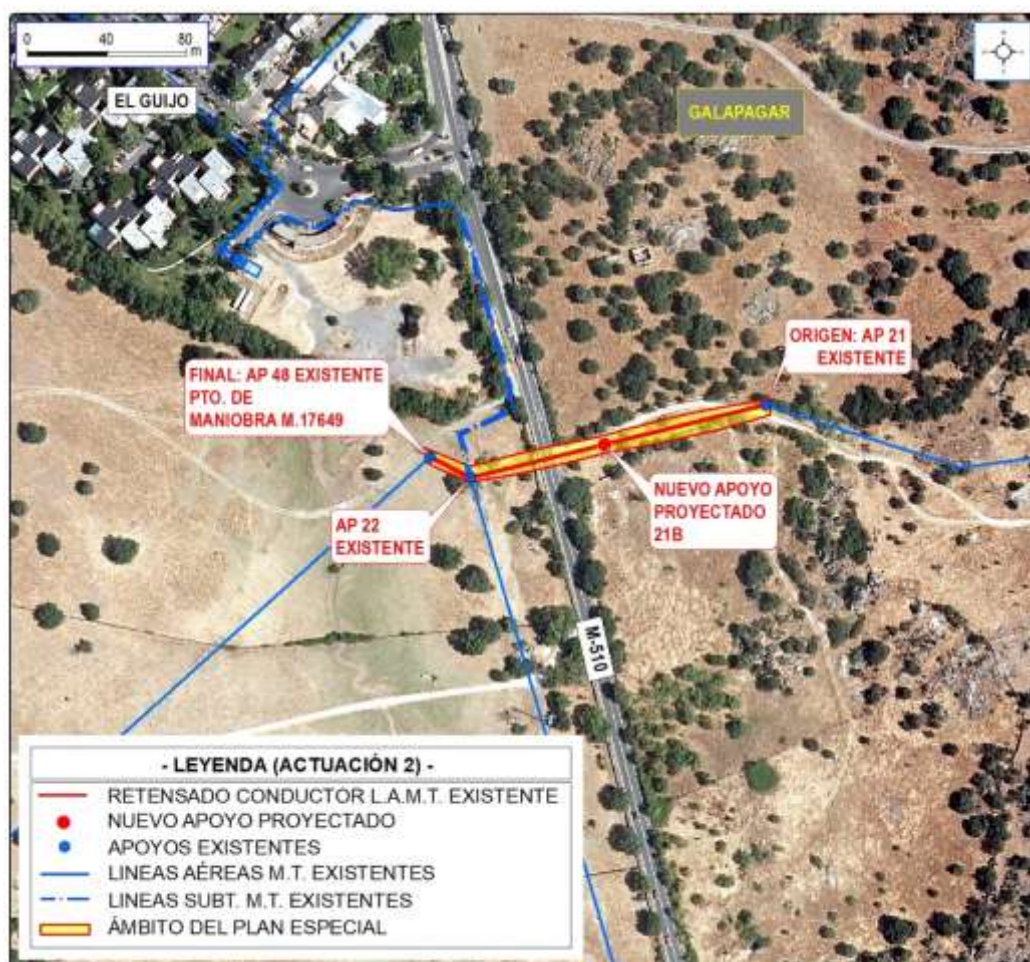 0 40 80
m
EL GUIJO
GALAPAGAR
ORIGEN: AP 21
EXISTENTE
FINAL: AP 48 EXISTENTE
PTO. DE
MANIOBRA M.17649
AP 22
EXISTENTE
NUEVO APOYO
PROYECTADO
21B
M-510
- LEYENDA (ACTUACIÓN 2) -
RETENSADO CONDUCTOR L.A.M.T. EXISTENTE
NUEVO APOYO PROYECTADO
APOYOS EXISTENTES
LINEAS AÉREAS M.T. EXISTENTES
LINEAS SUBT. M.T. EXISTENTES
ÁMBITO DEL PLAN ESPECIAL